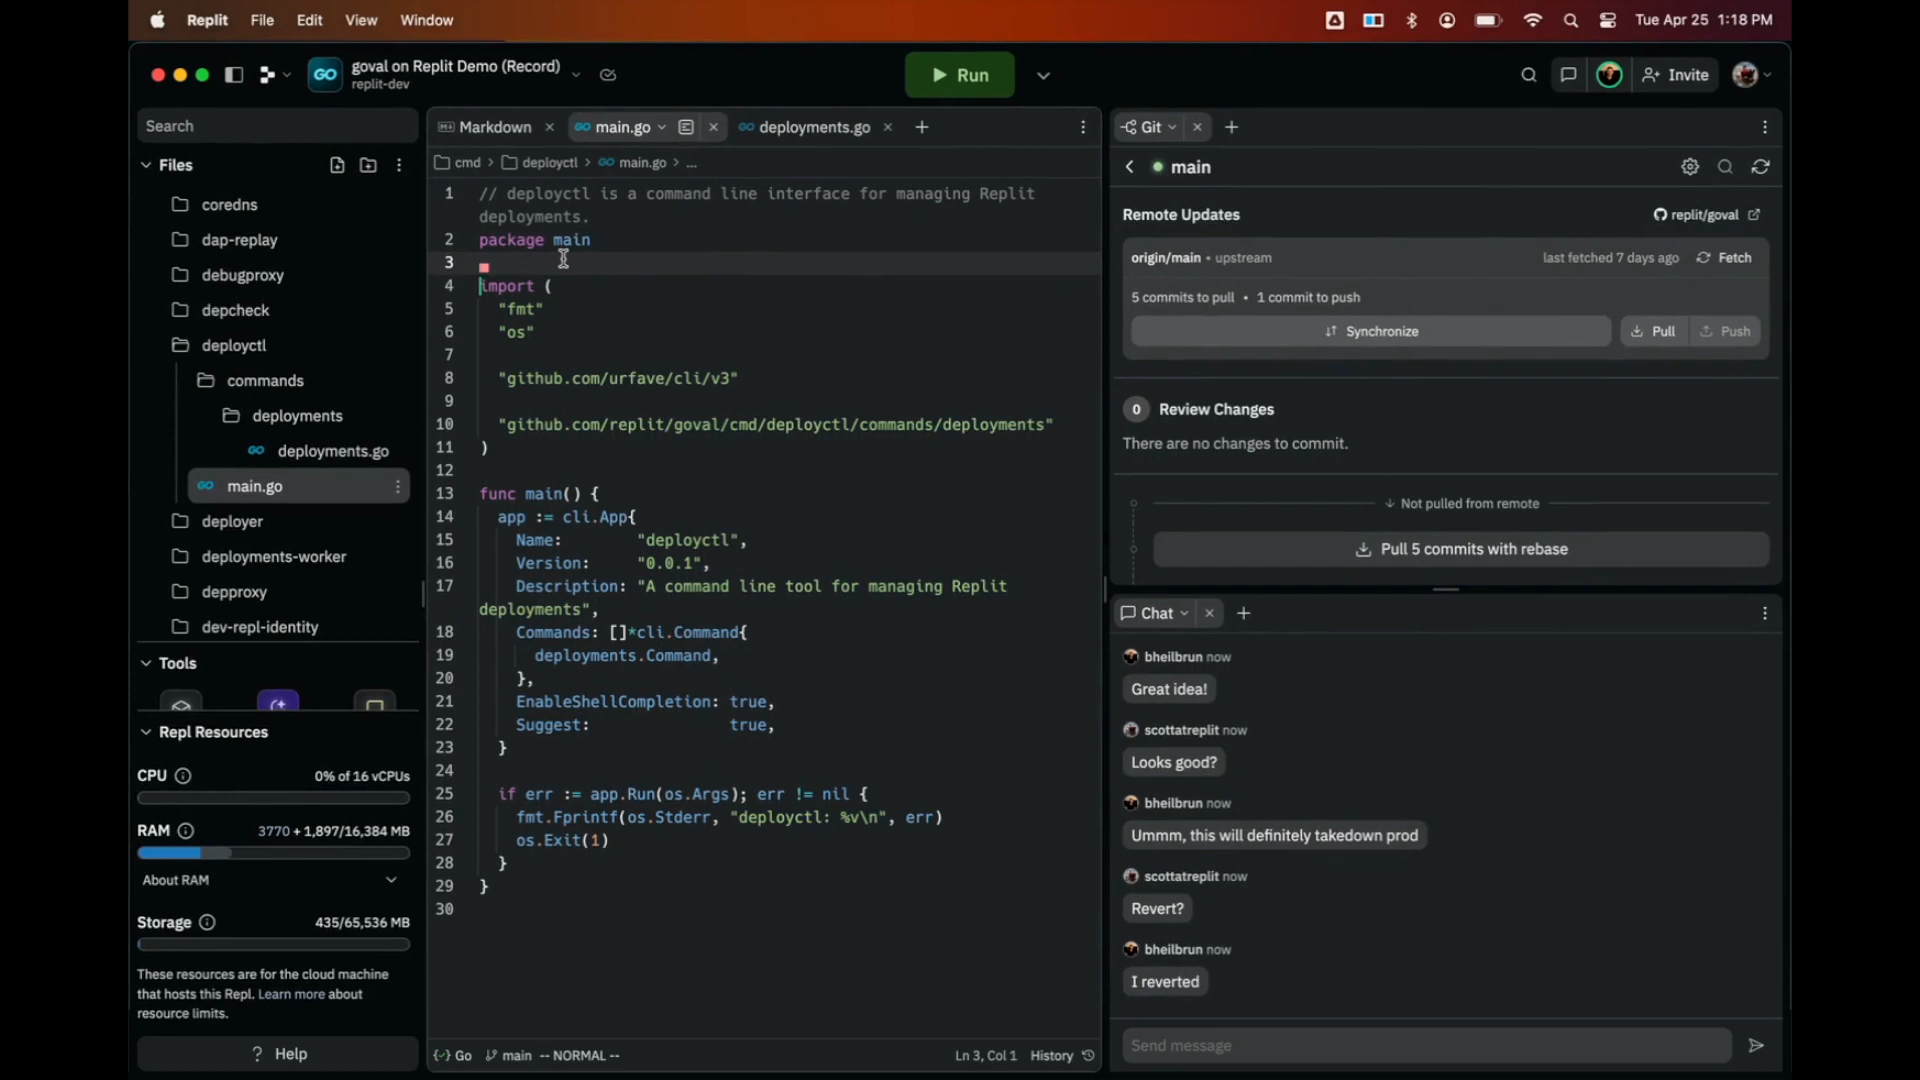 Replit File Edit View Window
Tue Apr 25 1:18 PM
GO
goval on Replit Demo (Record)
replit-dev
Run
Invite
Search
Files
coredns
dap-replay
debugproxy
depcheck
deployctl
commands
deployments
GO deployments.go
GO main.go
deployer
deployments-worker
depproxy
dev-repl-identity
Tools
Repl Resources
CPU 0% of 16 vCPUs
RAM 3770 + 1,897/16,384 MB
About RAM
Storage 435/65,536 MB
These resources are for the cloud machine
that hosts this Repl. Learn more about
resource limits.
? Help
Markdown GO main.go GO deployments.go
cmd > deployctl > GO main.go > ...
1 // deployctl is a command line interface for managing Replit
deployments.
2 package main
3
4 import (
5 "fmt"
6 "os"
7
8 "github.com/urfave/cli/v3"
9
10 "github.com/replit/goval/cmd/deployctl/commands/deployments"
11 )
12
13 func main() {
14 app := cli.App{
15 Name: "deployctl",
16 Version: "0.0.1",
17 Description: "A command line tool for managing Replit
deployments",
18 Commands: []*cli.Command{
19 deployments.Command,
20 },
21 EnableShellCompletion: true,
22 Suggest: true,
23 }
24
25 if err := app.Run(os.Args); err != nil {
26 fmt.Fprintf(os.Stderr, "deployctl: %v\n", err)
27 os.Exit(1)
28 }
29 }
30
Go main -- NORMAL --
Ln 3, Col 1 History
Git
main
Remote Updates
replit/goval
origin/main • upstream
last fetched 7 days ago Fetch
5 commits to pull • 1 commit to push
Synchronize Pull Push
0 Review Changes
There are no changes to commit.
Not pulled from remote
Pull 5 commits with rebase
Chat
bheilbrun now
Great idea!
scottatreplit now
Looks good?
bheilbrun now
Ummm, this will definitely takedown prod
scottatreplit now
Revert?
bheilbrun now
I reverted
Send message